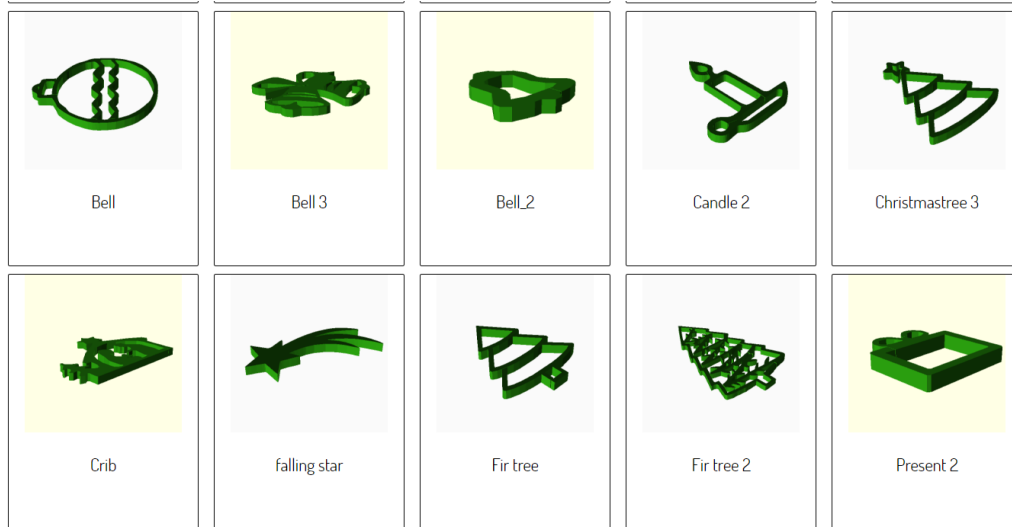 Bell
Bell 3
Bell_2
Candle 2
Christmastree 3
Crib
falling star
Fir tree
Fir tree 2
Present 2